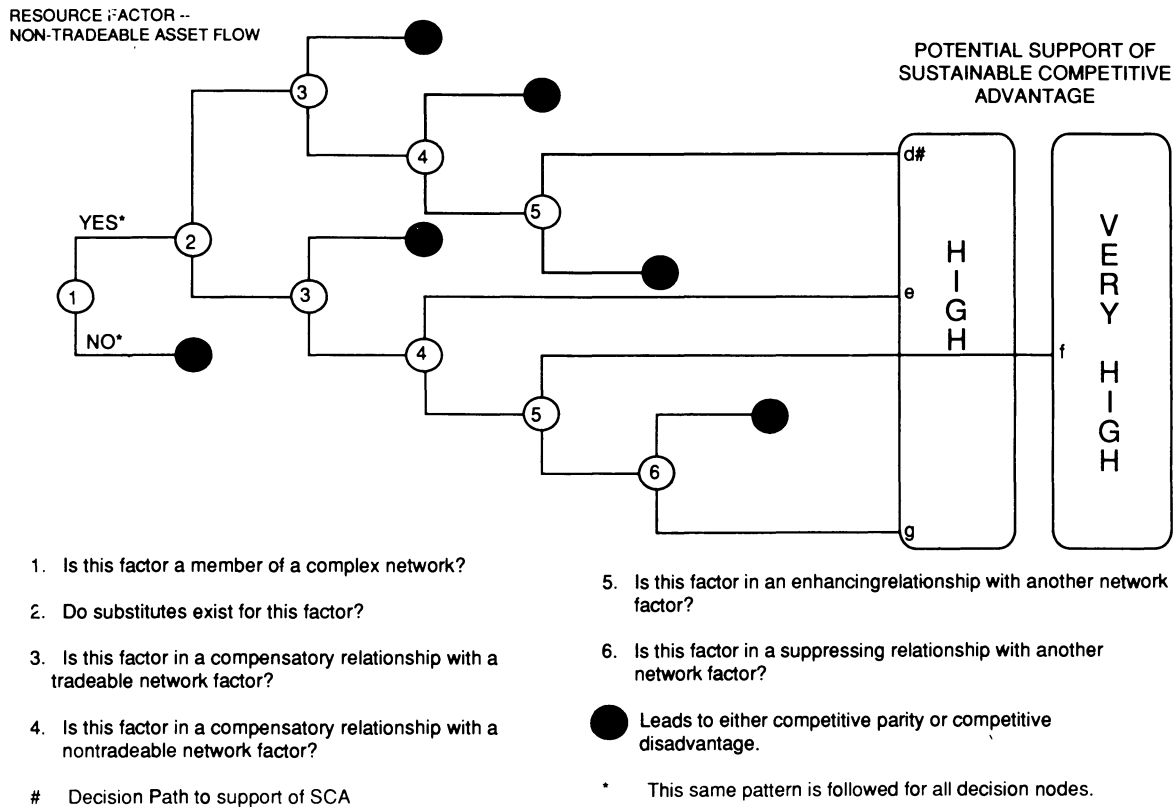 RESOURCE FACTOR --
NON-TRADEABLE ASSET FLOW
POTENTIAL SUPPORT OF
SUSTAINABLE COMPETITIVE
ADVANTAGE
3
4
d#
5
YES*
2
HIGH
VERY HIGH
1
3
e
NO*
4
f
5
6
g
1. Is this factor a member of a complex network?
2. Do substitutes exist for this factor?
3. Is this factor in a compensatory relationship with a
tradeable network factor?
4. Is this factor in a compensatory relationship with a
nontradeable network factor?
# Decision Path to support of SCA
5. Is this factor in an enhancingrelationship with another network
factor?
6. Is this factor in a suppressing relationship with another
network factor?
Leads to either competitive parity or competitive
disadvantage.
* This same pattern is followed for all decision nodes.